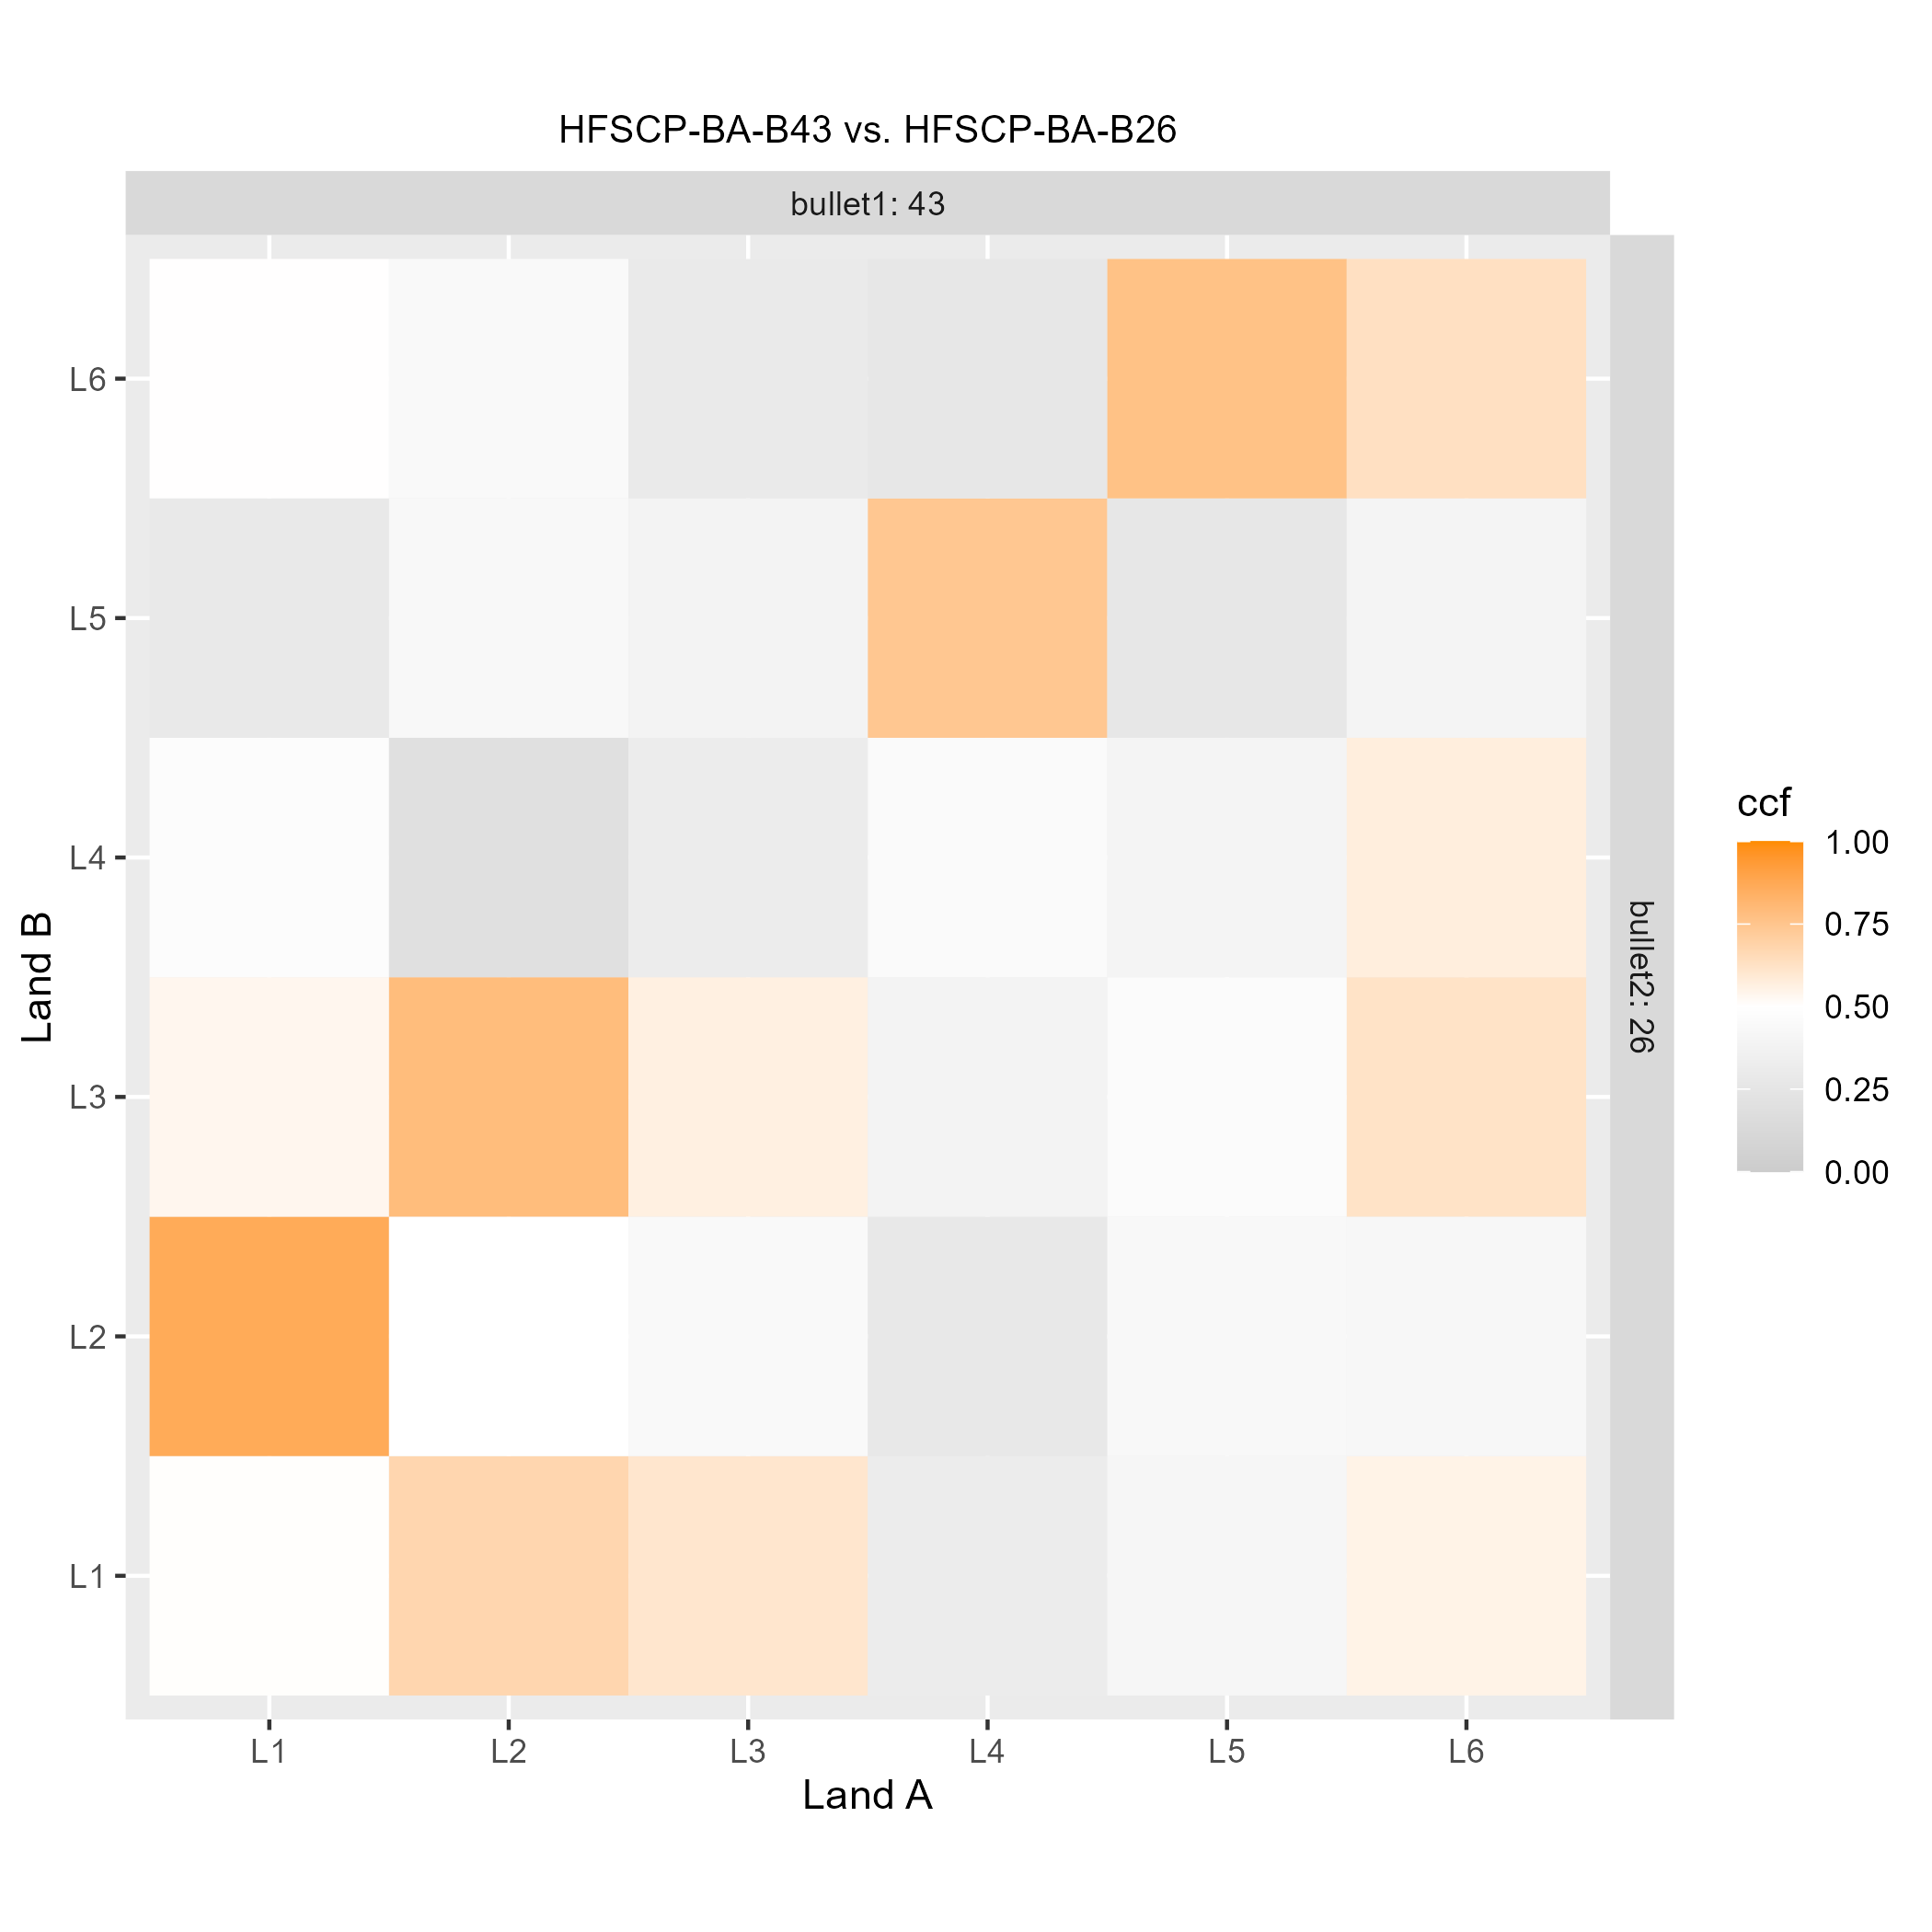 HFSCP-BA-B43 vs. HFSCP-BA-B26
bullet1: 43
L6
L5
L4
L3
L2
L1
Land B
bullet2: 26
ccf
1.00
0.75
0.50
0.25
0.00
L1 L2 L3 L4 L5 L6
Land A